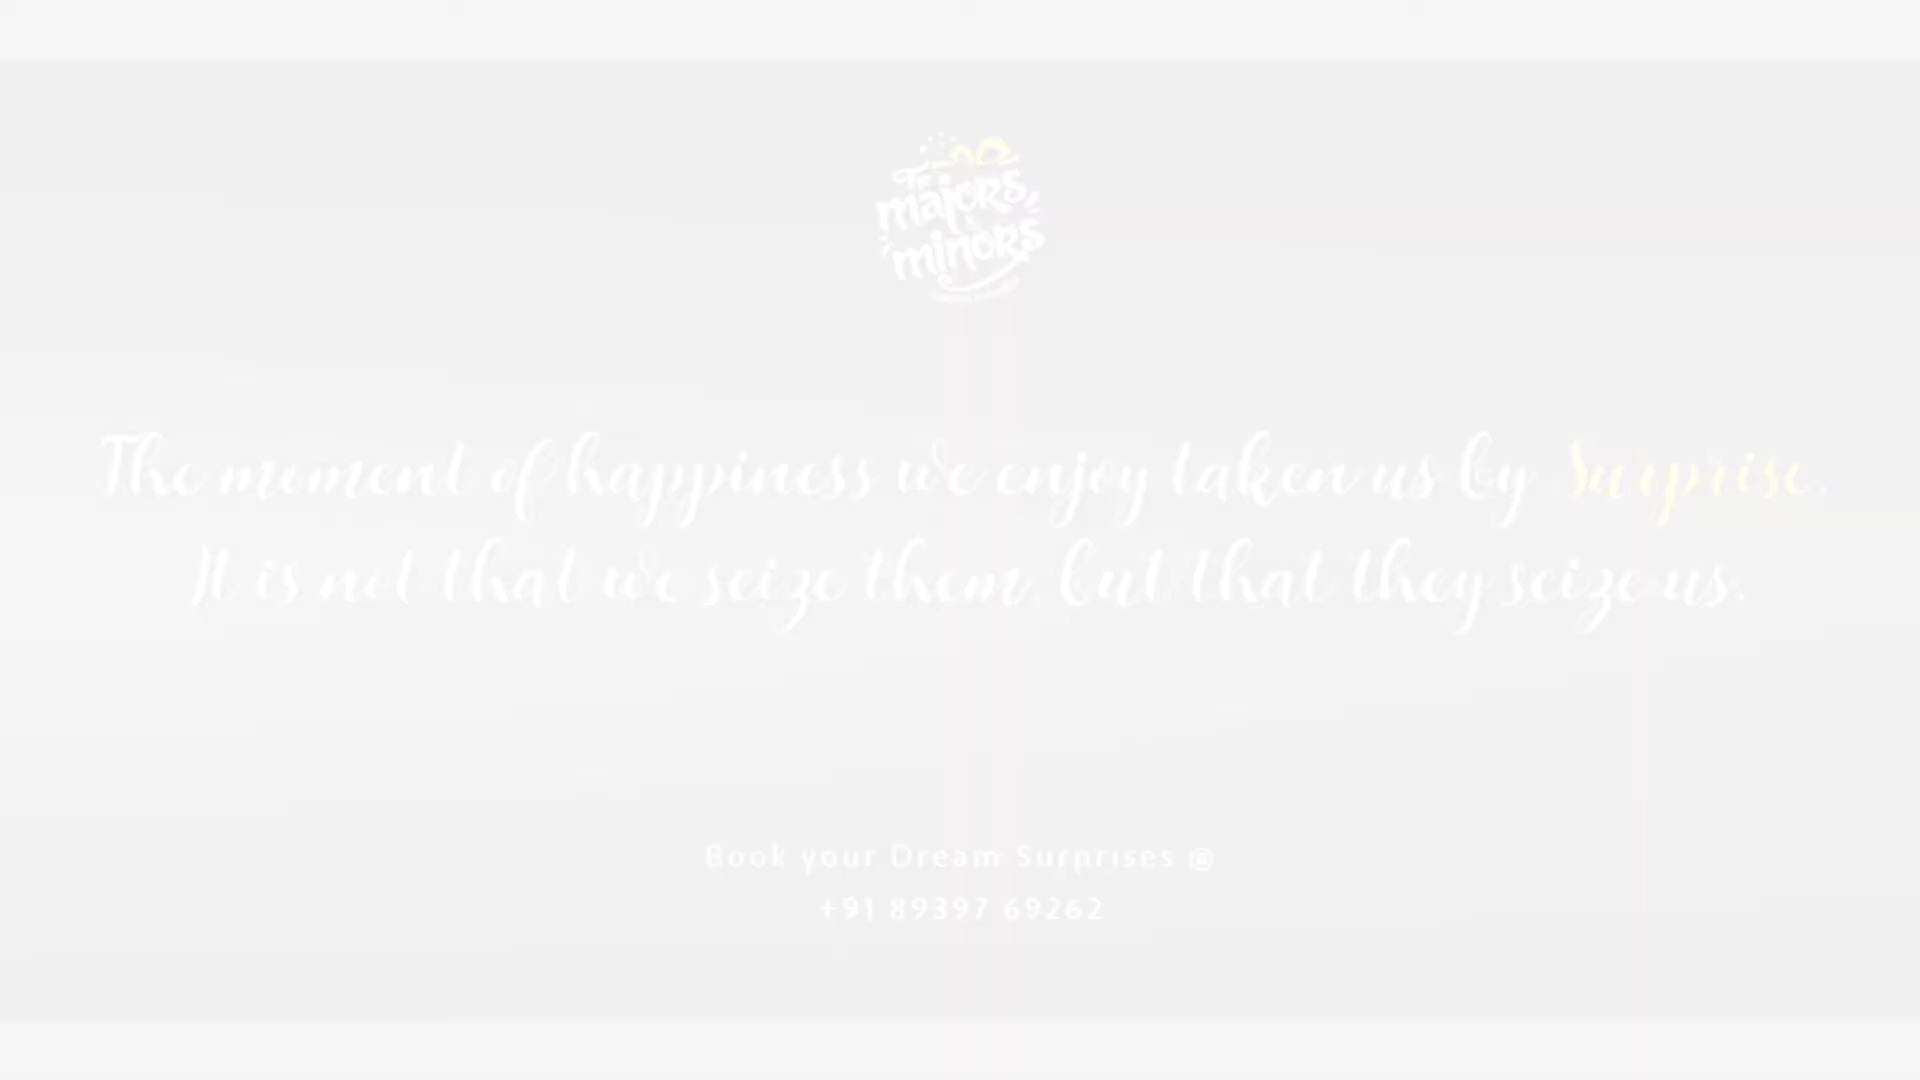 The
majors
&
minors
The moment of happiness we enjoy taken us by Surprise.
It is not that we seize them, but that they seize us.
Book your Dream Surprises @
+91 89397 69262